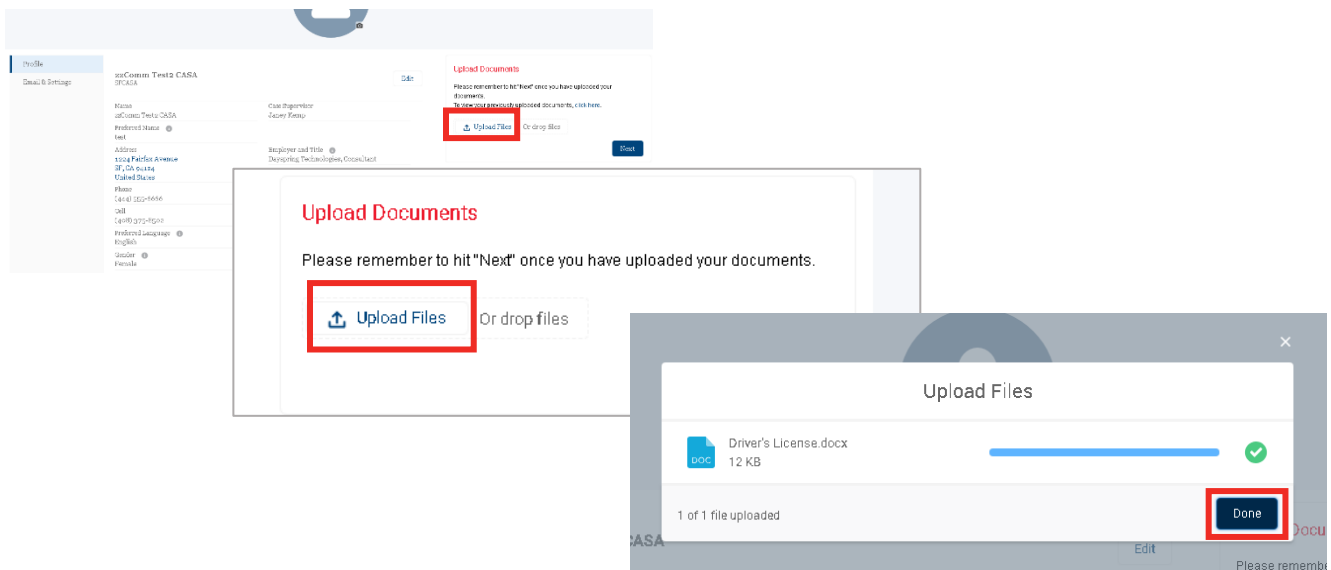 Profile
Email & Settings
zzComm Test2 CASA
SFCASA
Edit
Name
zzComm Test2 CASA
Case Supervisor
Janey Kemp
Preferred Name
test
Address
1224 Fairfax Avenue
SF, CA 94124
United States
Employer and Title
Dayspring Technologies, Consultant
Phone
Cell
Preferred Language
English
Gender
Female
Upload Documents
Please remember to hit "Next" once you have uploaded your
documents.
To view your previously uploaded documents, click here.
Upload Files Or drop files
Next
Upload Documents
Please remember to hit "Next" once you have uploaded your documents.
Upload Files Or drop files
Upload Files
DOC
Driver's License.docx
12 KB
1 of 1 file uploaded
Done
CASA
Edit
Docu
Please remembe